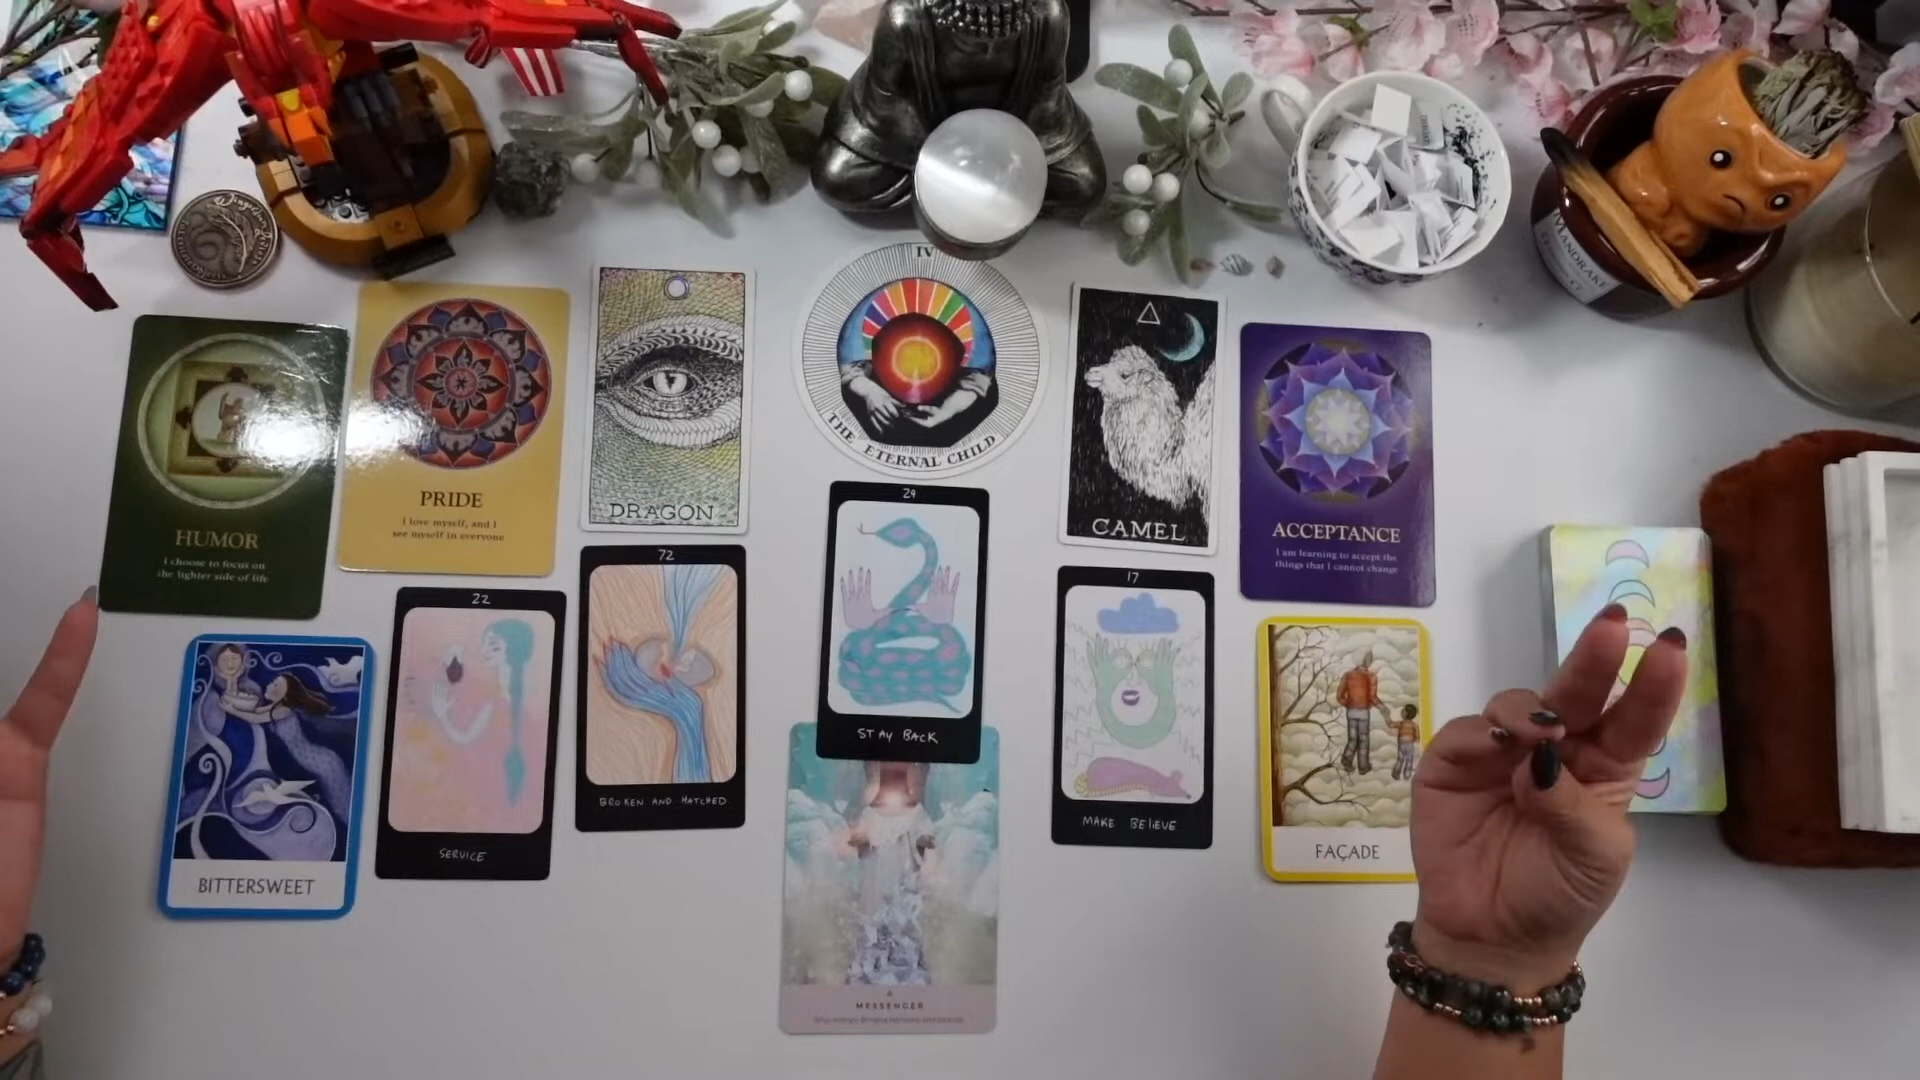 HUMOR
I choose to focus on
the lighter side of life
PRIDE
I love myself, and I
see myself in everyone
DRAGON
IV
THE ETERNAL CHILD
CAMEL
ACCEPTANCE
I am learning to accept the
things that I cannot change
MANDRAKE
BITTERSWEET
22
SERVICE
72
BROKEN AND HATCHED
29
STAY BACK
MESSENGER
17
MAKE BELIEVE
FAÇADE